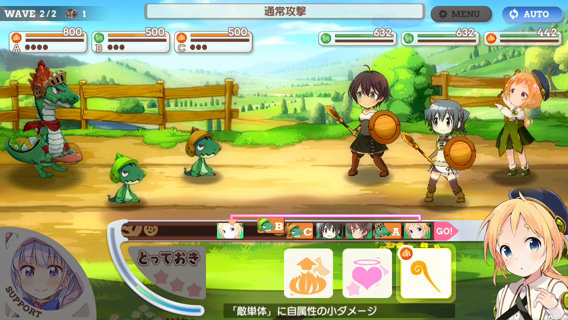 WAVE 2/2 1
通常攻撃
MENU
AUTO
800
500
500
632
632
442
A
B
C
B
C
A
GO!
とっておき
SUPPORT
「敵単体」に自属性の小ダメージ